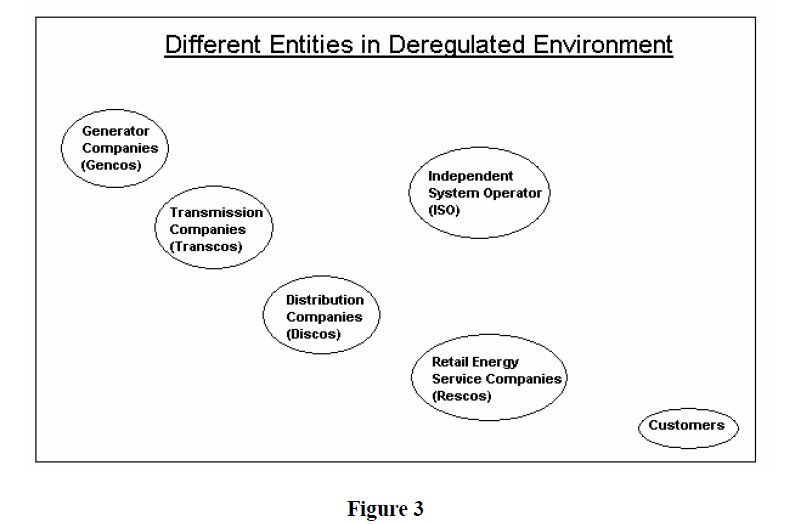 Different Entities in Deregulated Environment
Generator
Companies
(Gencos)
Transmission
Companies
(Transcos)
Distribution
Companies
(Discos)
Independent
System Operator
(ISO)
Retail Energy
Service Companies
(Rescos)
Customers
Figure 3